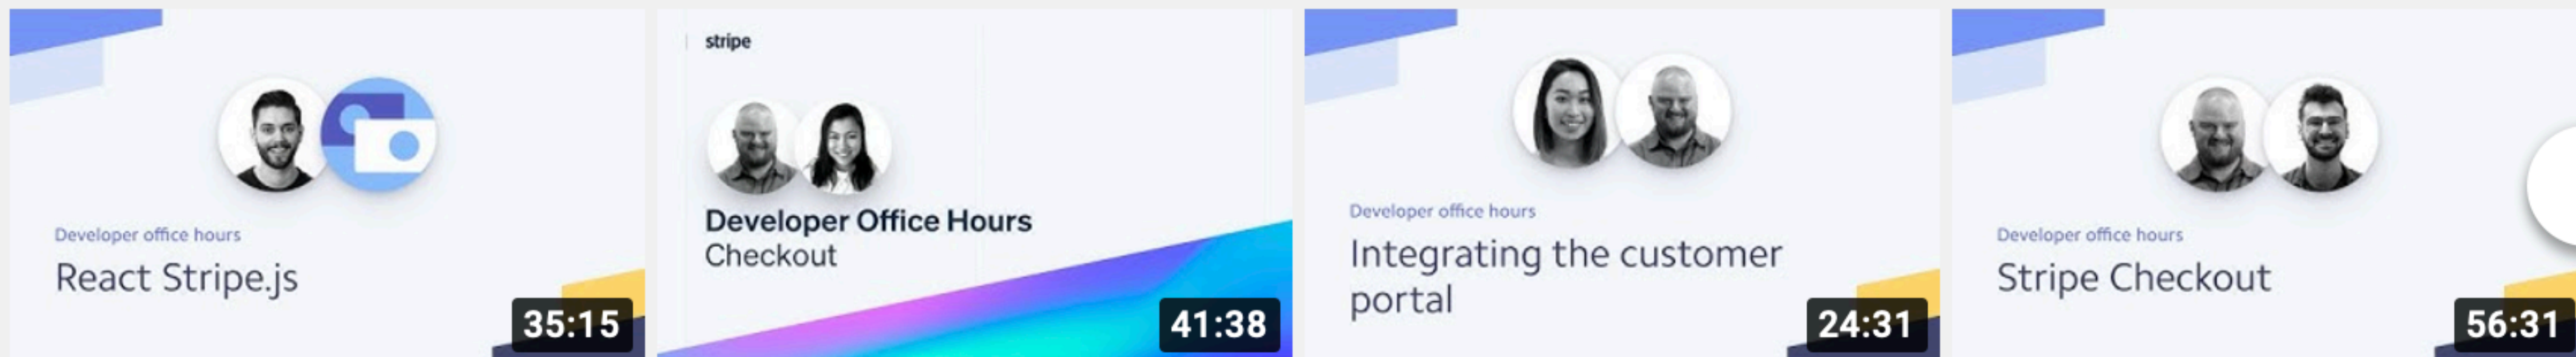 Developer office hours
React Stripe.js
35:15
stripe
Developer Office Hours
Checkout
41:38
Developer office hours
Integrating the customer
portal
24:31
Developer office hours
Stripe Checkout
56:31